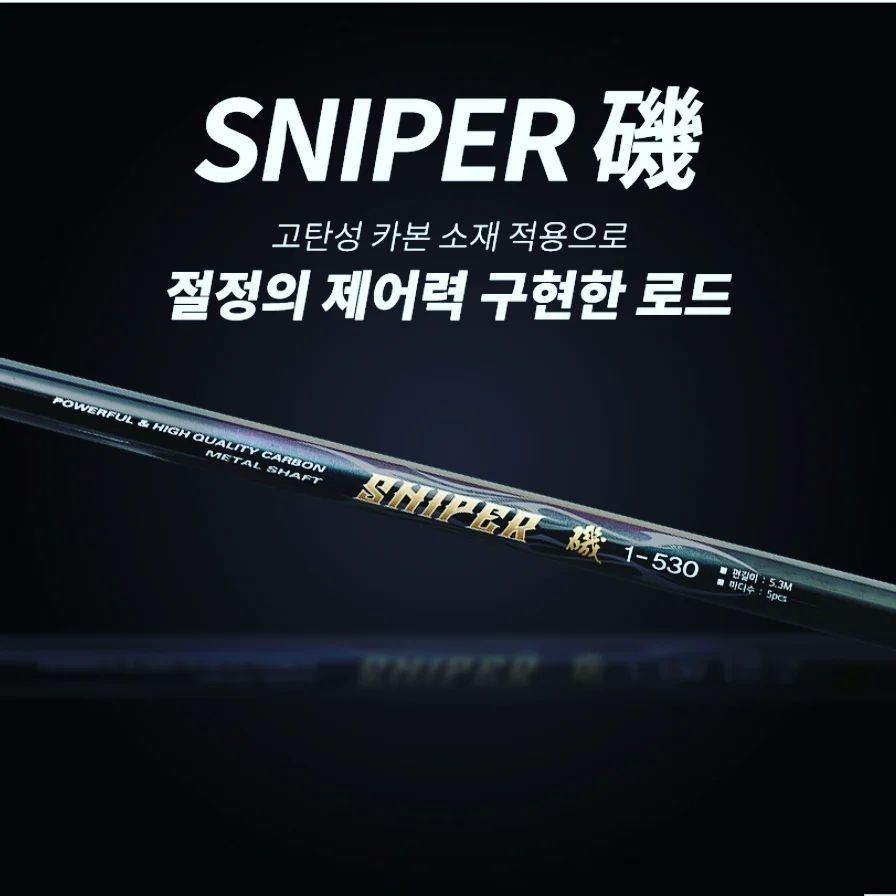 SNIPER 磯
고탄성 카본 소재 적용으로
절정의 제어력 구현한 로드
POWERFUL & HIGH QUALITY CARBON
METAL SHAFT
SNIPER 磯 1-530
■ 편길이 : 5.3M
■ 마디수 : 5pcs